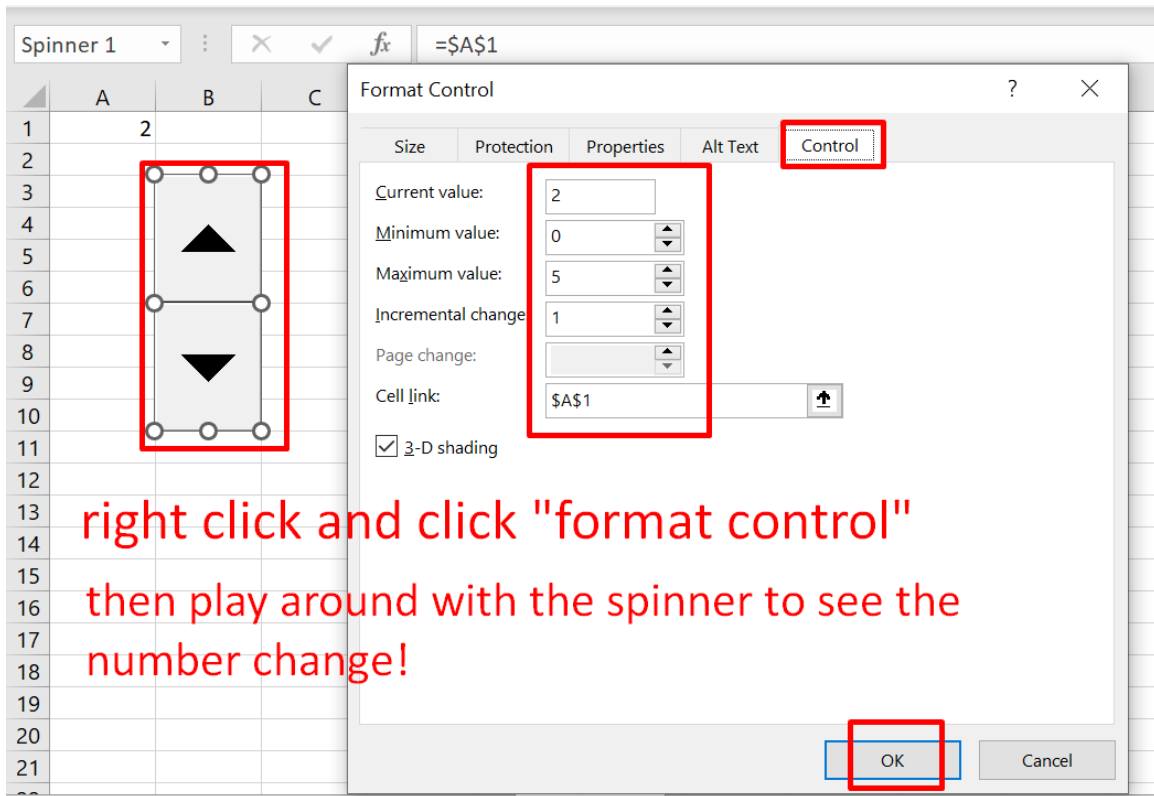 Spinner 1 fx =$A$1
Format Control ?
A B C
Size Protection Properties Alt Text Control
1 2
2
3
4
5
6
7
8
9
10
11
12
13
14
15
16
17
18
19
20
21
Current value: 2
Minimum value: 0
Maximum value: 5
Incremental change: 1
Page change:
Cell link: $A$1
3-D shading
right click and click "format control"
then play around with the spinner to see the
number change!
OK Cancel